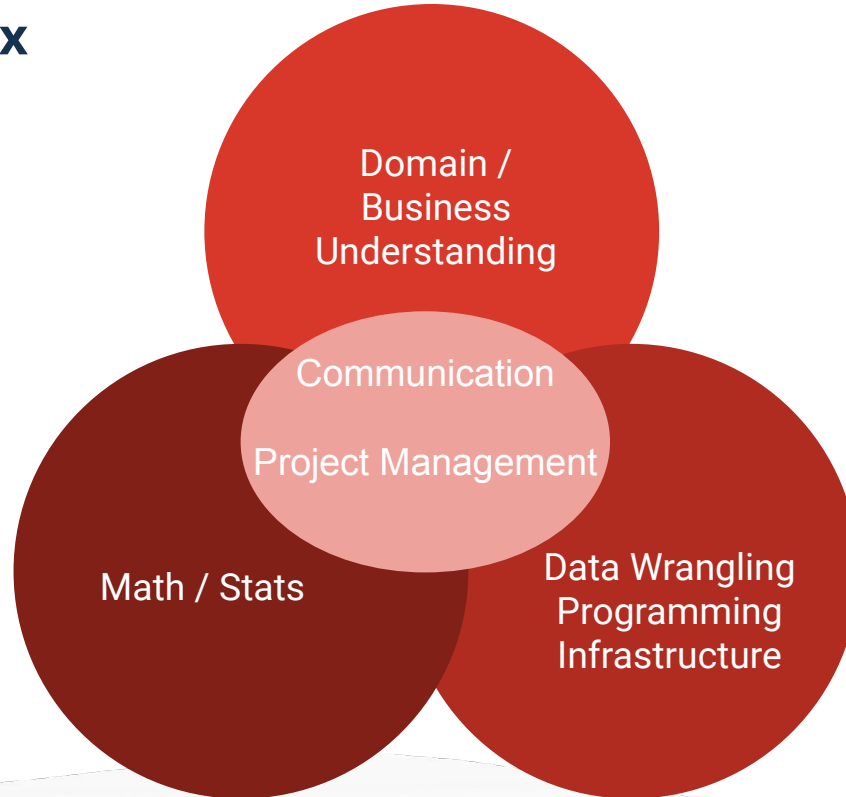 x
Domain /
Business
Understanding
Communication
Project Management
Math / Stats
Data Wrangling
Programming
Infrastructure